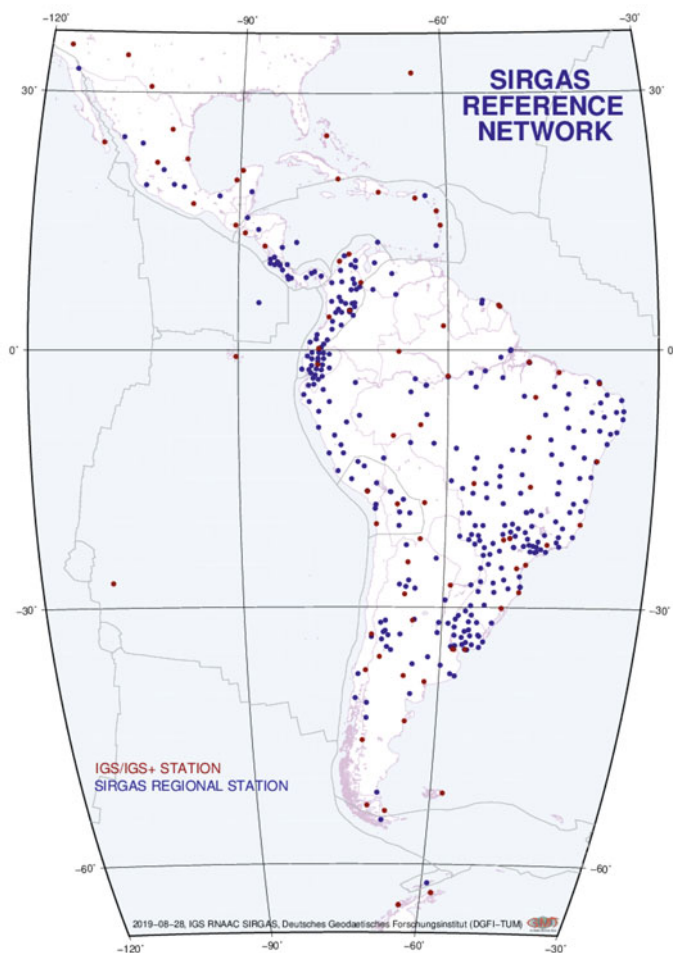 −120˚ −90˚ −60˚ −30˚
SIRGAS
REFERENCE
NETWORK
30˚ 30˚
0˚ 0˚
−30˚ −30˚
IGS/IGS+ STATION
SIRGAS REGIONAL STATION
−60˚ −60˚
2019−08−28, IGS RNAAC SIRGAS, Deutsches Geodaetisches Forschungsinstitut (DGFI−TUM)
−120˚ −90˚ −60˚ −30˚